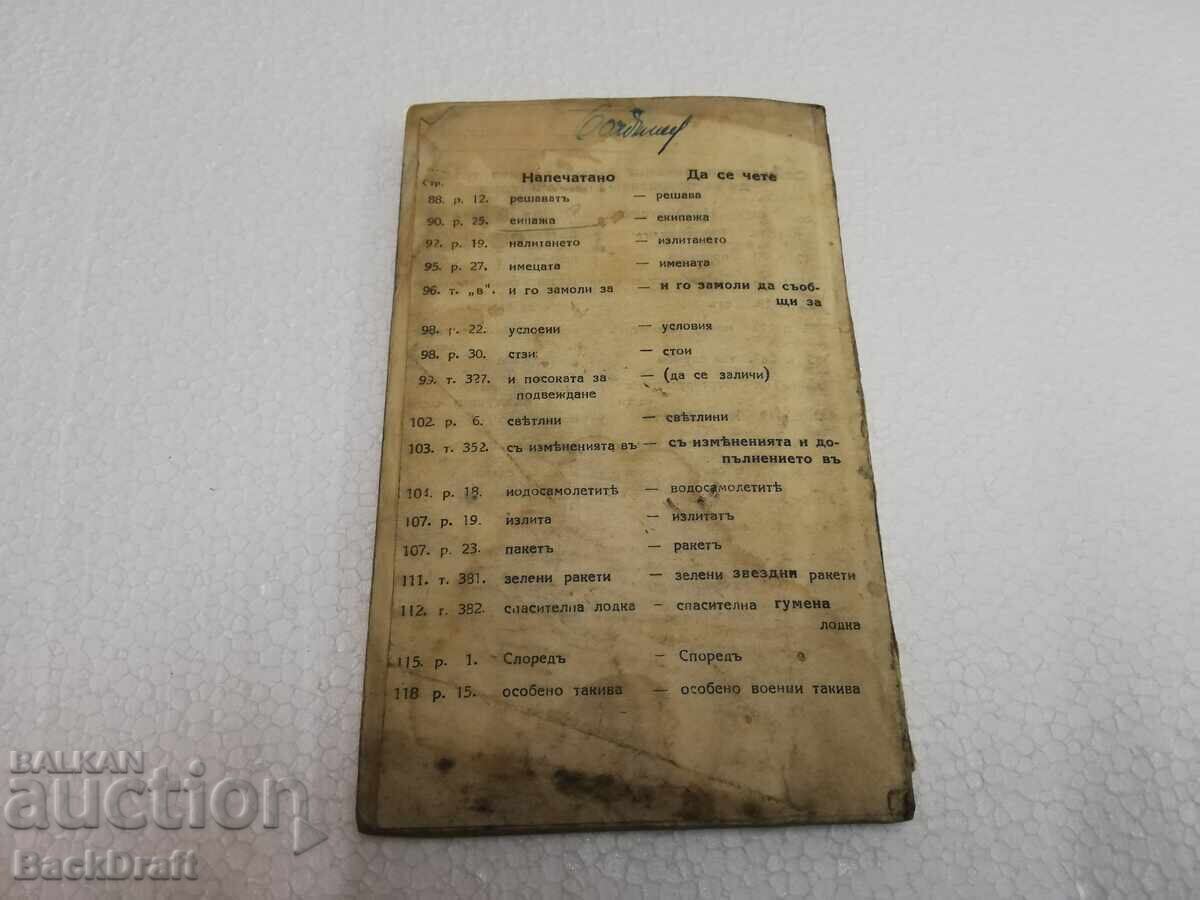 Стр. Напечатано Да се чете
88. р. 12. решаватъ — решава
90. р. 25. еипажа — екипажа
92. р. 19. налитането — излитането
95. р. 27. имецата — имената
96. т. „в". и го замоли за — и го замоли да съоб-
щи за
98. р. 22. услоени — условия
98. р. 30. стзи — стои
99. т. 327. и посоката за — (да се заличи)
подвеждане
102. р. 6. свѣтляни — свѣтлини
103. т. 352. съ измѣненията въ — съ измѣненията и до-
пълнението въ
104. р. 18. иодосамолетитѣ — водосамолетитѣ
107. р. 19. излита — излитатъ
107. р. 23. пакетъ — ракетъ
111. т. 381. зелени ракети — зелени звездни ракети
112. т. 382. спасителна лодка — спасителна гумена
лодка
115. р. 1. Слоредъ — Споредъ
118 р. 15. особено такива — особено военни такива
BALKAN
auction
BackDraft